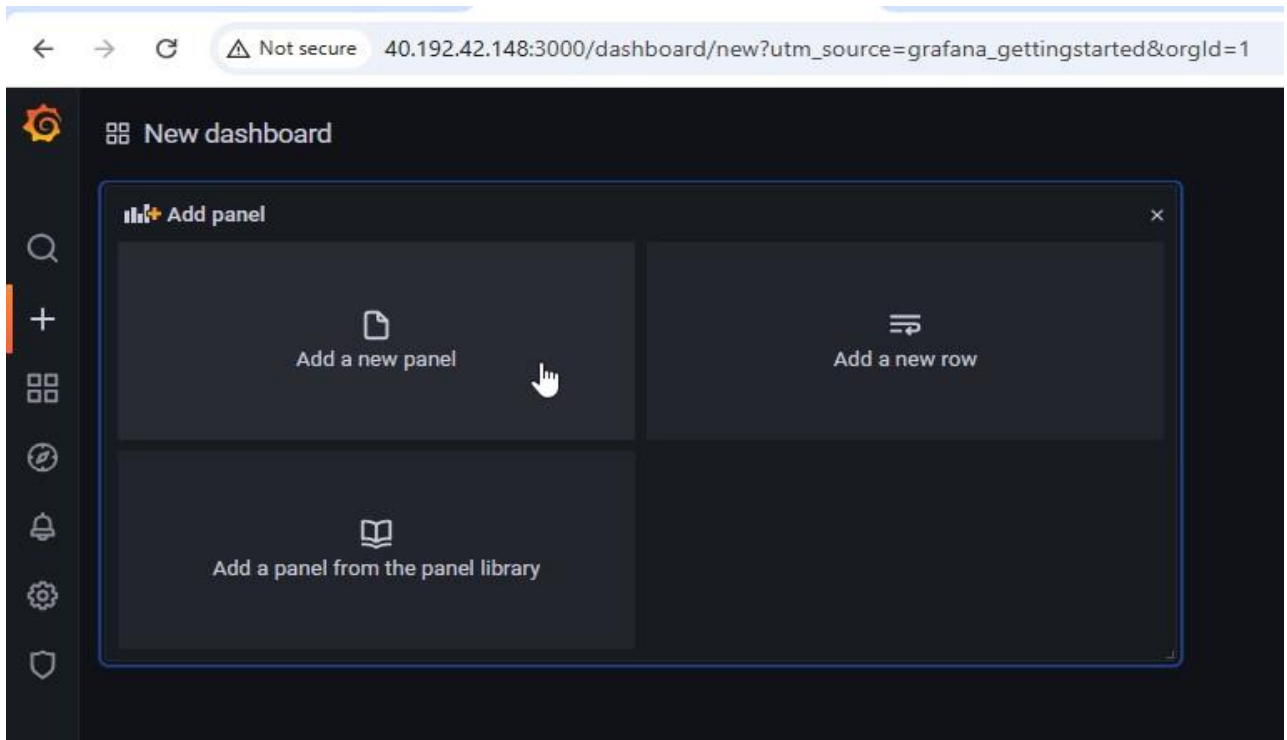 Not secure 40.192.42.148:3000/dashboard/new?utm_source=grafana_gettingstarted&orgId=1
New dashboard
Add panel
Add a new panel
Add a new row
Add a panel from the panel library